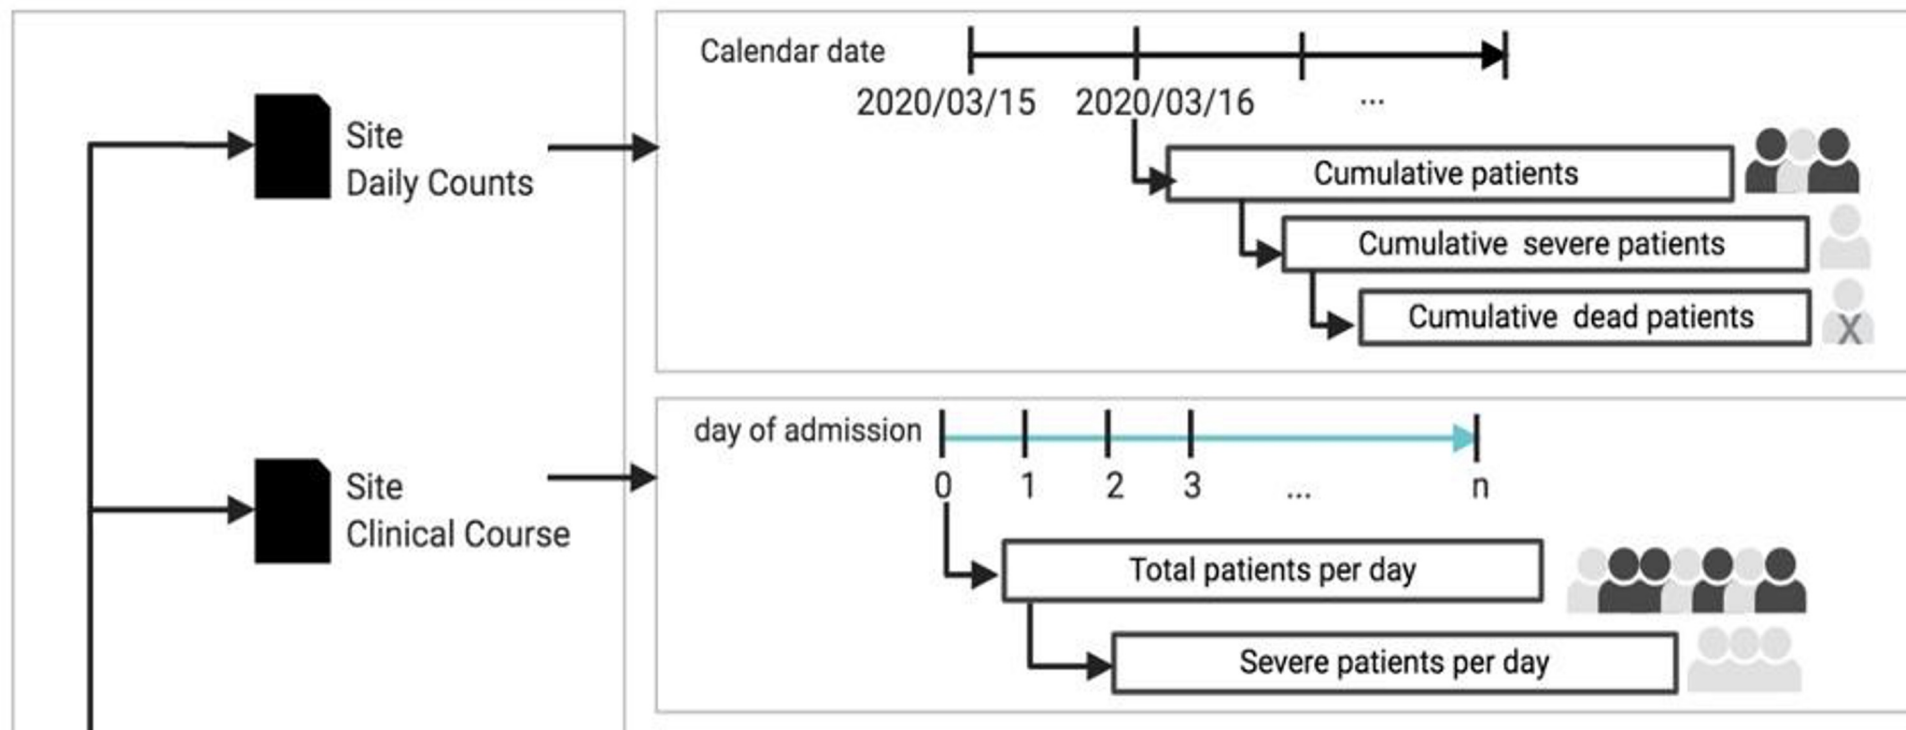 Site
Daily Counts
Calendar date
2020/03/15 2020/03/16 ...
Cumulative patients
Cumulative severe patients
Cumulative dead patients
X
Site
Clinical Course
day of admission
0 1 2 3 ... n
Total patients per day
Severe patients per day